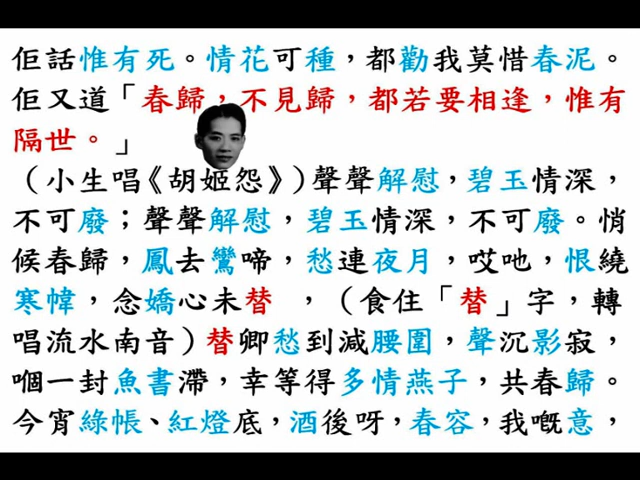 佢話惟有死。情花可種，都勸我莫惜春泥。
佢又道「春歸，不見歸，都若要相逢，惟有
隔世。」
（小生唱《胡姬怨》）聲聲解慰，碧玉情深，
不可廢；聲聲解慰，碧玉情深，不可廢。悄
候春歸，鳳去鸞啼，愁連夜月，哎吔，恨繞
寒幃，念嬌心未替 ，（食住「替」字，轉
唱流水南音）替卿愁到減腰圍，聲沉影寂，
嗰一封魚書滯，幸等得多情燕子，共春歸。
今宵綠帳、紅燈底，酒後呀，春容，我嘅意，